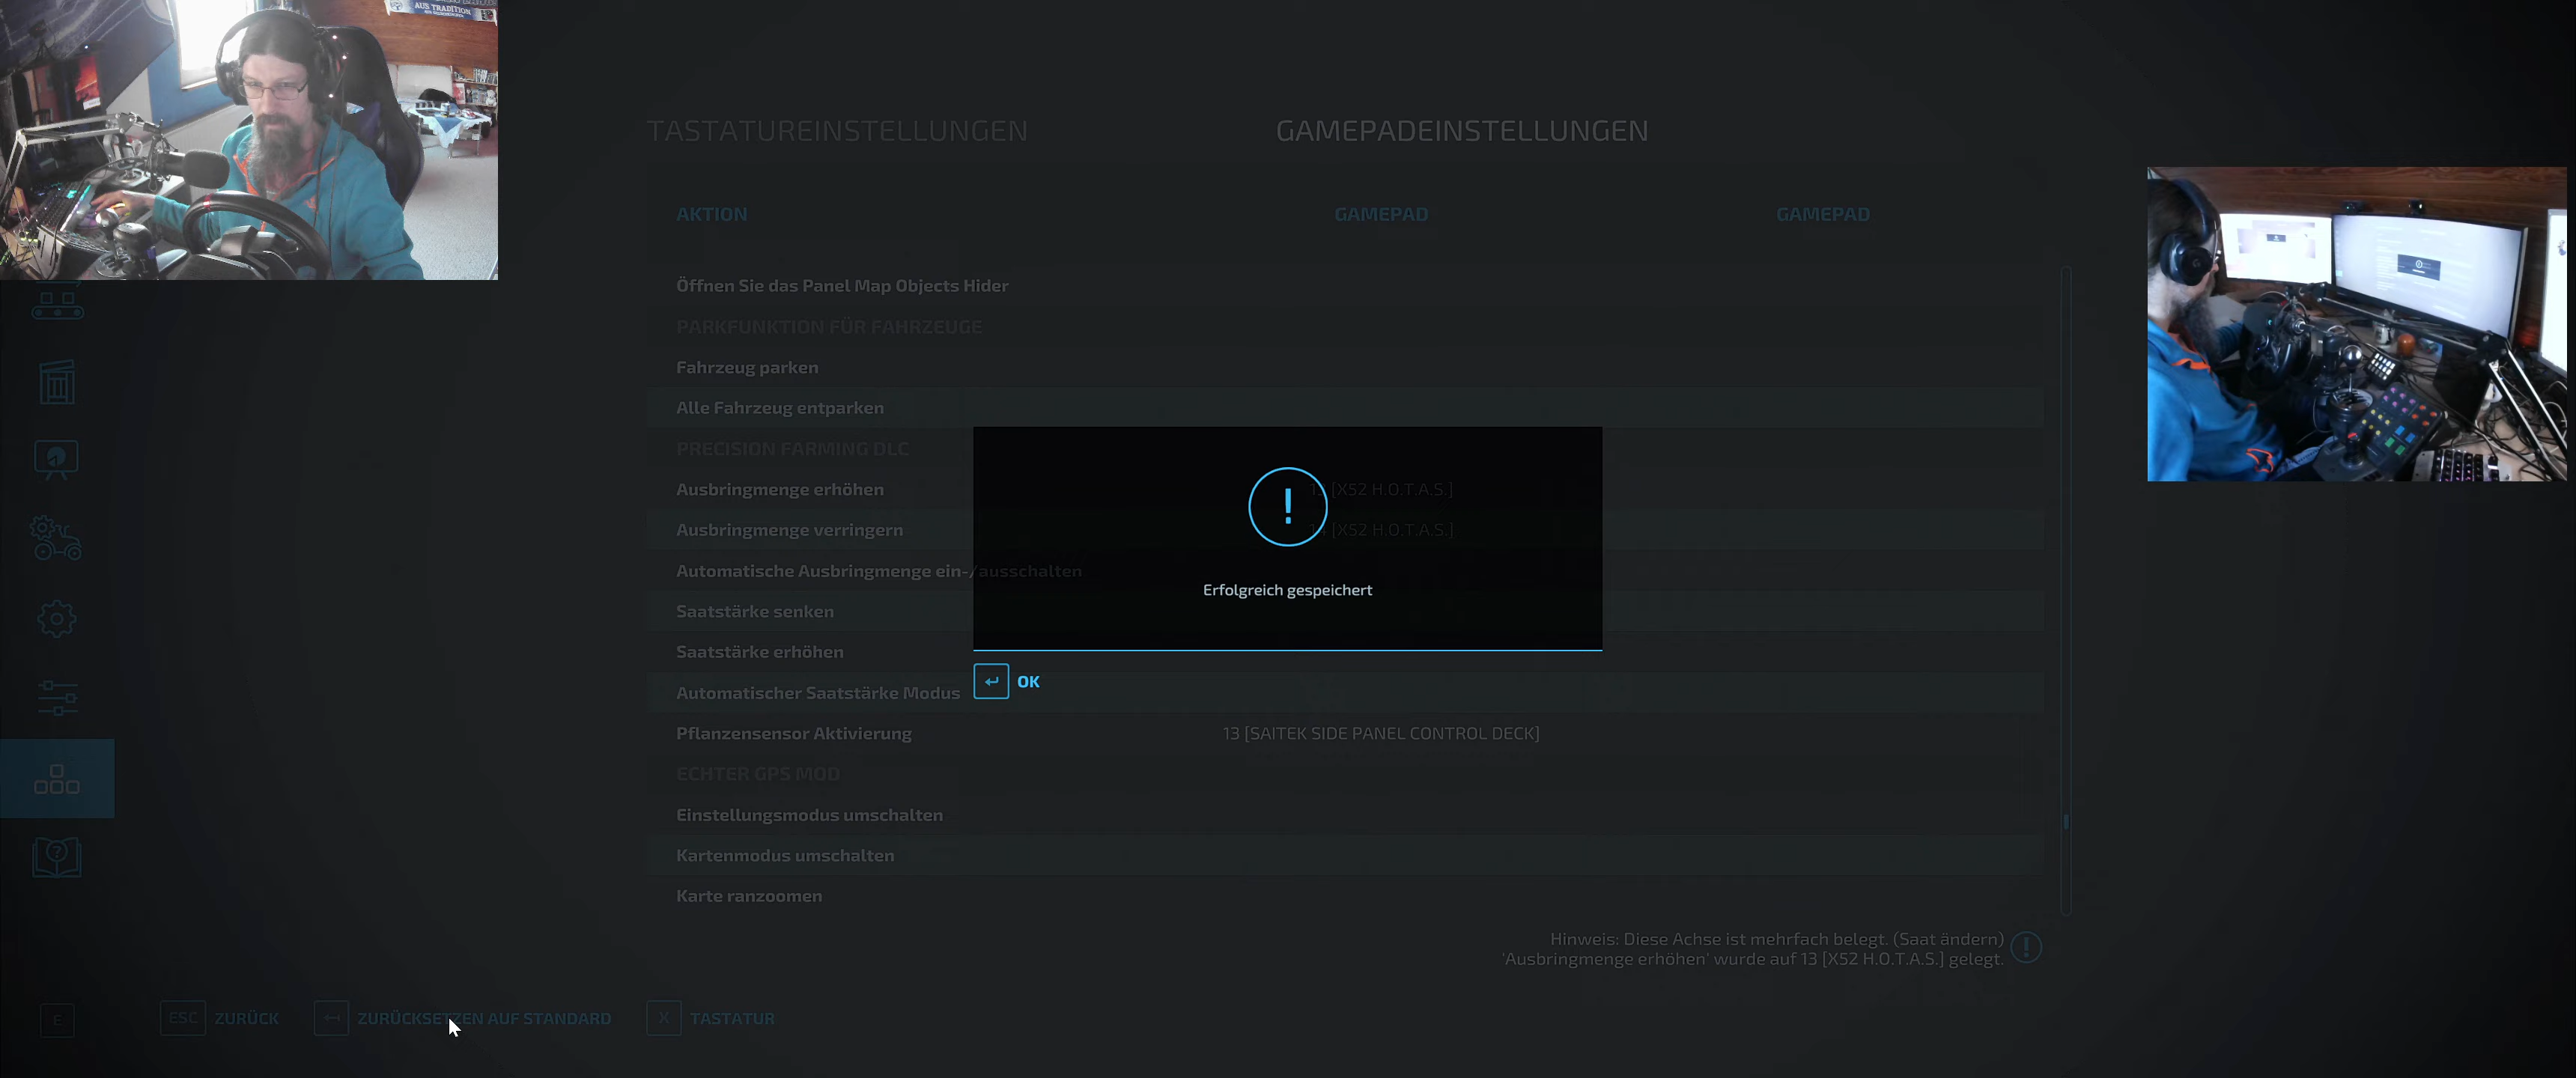 AUS TRADITION
TASTATUREINSTELLUNGEN
GAMEPADEINSTELLUNGEN
AKTION
GAMEPAD
GAMEPAD
Öffnen Sie das Panel Map Objects Hider
PARKFUNKTION FÜR FAHRZEUGE
Fahrzeug parken
Alle Fahrzeug entparken
PRECISION FARMING DLC
Ausbringmenge erhöhen
13 [X52 H.O.T.A.S.]
Ausbringmenge verringern
[X52 H.O.T.A.S.]
Automatische Ausbringmenge ein-/ausschalten
Saatstärke senken
Saatstärke erhöhen
Automatischer Saatstärke Modus
Pflanzensensor Aktivierung
13 [SAITEK SIDE PANEL CONTROL DECK]
ECHTER GPS MOD
Einstellungsmodus umschalten
Kartenmodus umschalten
Karte ranzoomen
!
Erfolgreich gespeichert
OK
Hinweis: Diese Achse ist mehrfach belegt. (Saat ändern)
'Ausbringmenge erhöhen' wurde auf 13 [X52 H.O.T.A.S.] gelegt.
E
ESC ZURÜCK
ZURÜCKSETZEN AUF STANDARD
X TASTATUR